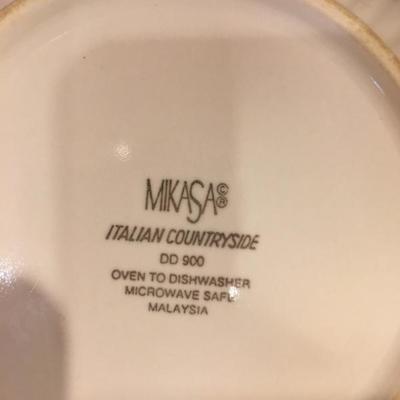 MIKASA©®
ITALIAN COUNTRYSIDE
DD 900
OVEN TO DISHWASHER
MICROWAVE SAFE
MALAYSIA